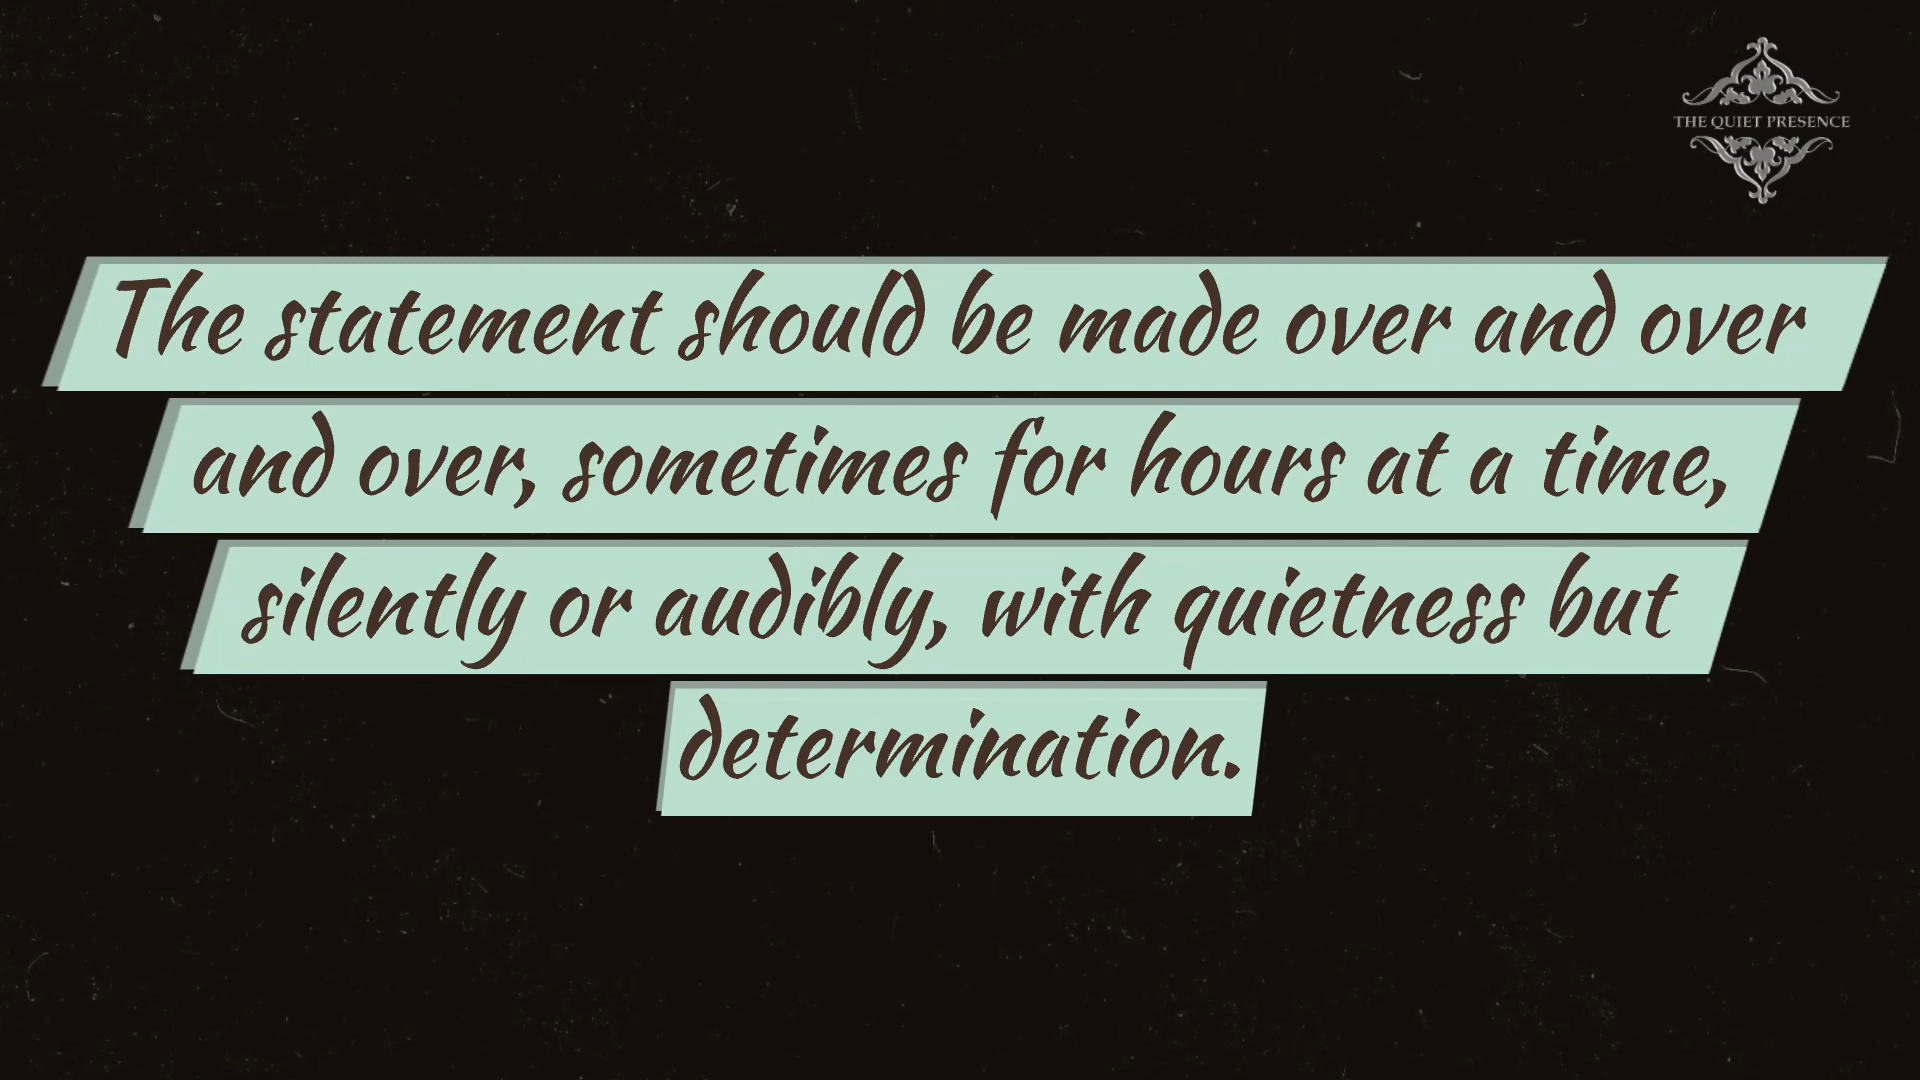 THE QUIET PRESENCE
The statement should be made over and over
and over, sometimes for hours at a time,
silently or audibly, with quietness but
determination.